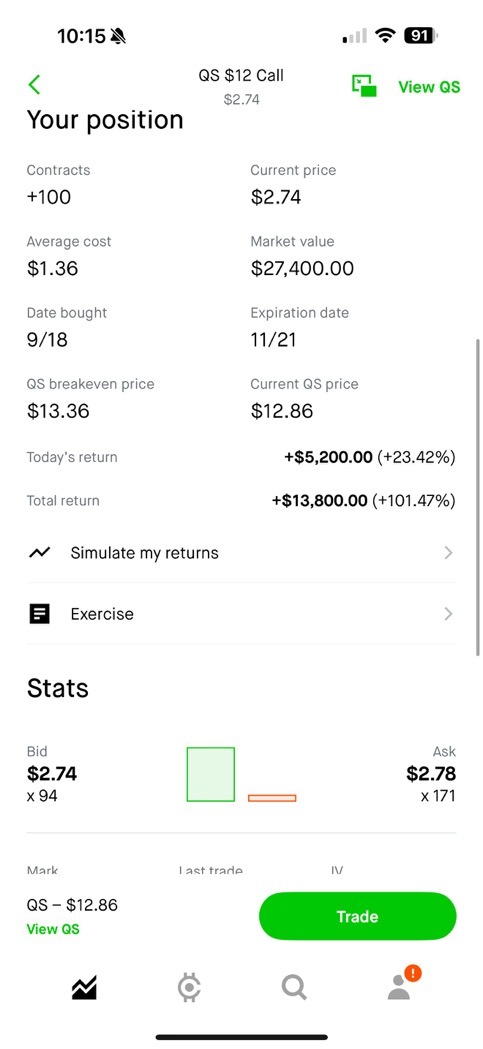 10:15
91
QS $12 Call
$2.74
View QS
Your position
Contracts
Current price
+100
$2.74
Average cost
Market value
$1.36
$27,400.00
Date bought
Expiration date
9/18
11/21
QS breakeven price
Current QS price
$13.36
$12.86
Today's return
+$5,200.00 (+23.42%)
Total return
+$13,800.00 (+101.47%)
Simulate my returns
Exercise
Stats
Bid
Ask
$2.74
$2.78
x 94
x 171
Mark
Last trade
IV
QS – $12.86
View QS
Trade
!